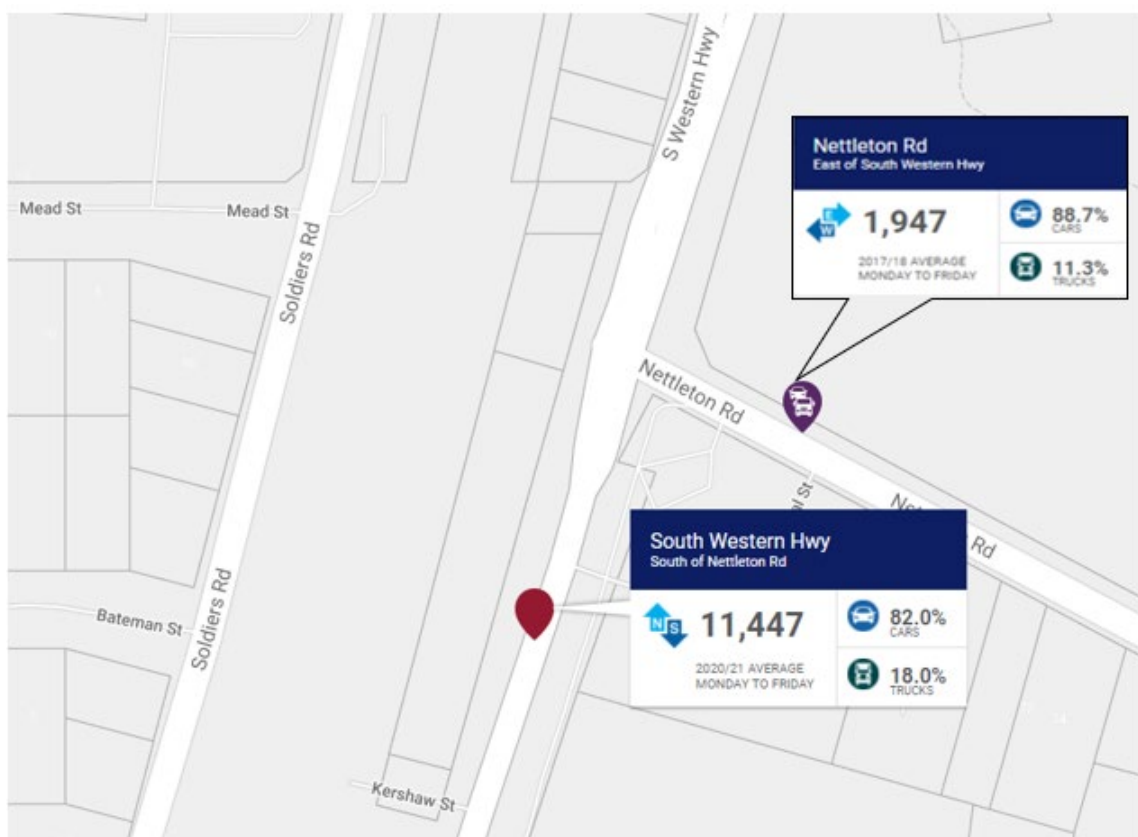 S Western Hwy
Nettleton Rd
East of South Western Hwy
E
W
1,947
2017/18 AVERAGE
MONDAY TO FRIDAY
88.7%
CARS
11.3%
TRUCKS
Mead St
Mead St
Soldiers Rd
Nettleton Rd
Rd
South Western Hwy
South of Nettleton Rd
N
S
11,447
2020/21 AVERAGE
MONDAY TO FRIDAY
82.0%
CARS
18.0%
TRUCKS
Bateman St
Soldiers Rd
Kershaw St